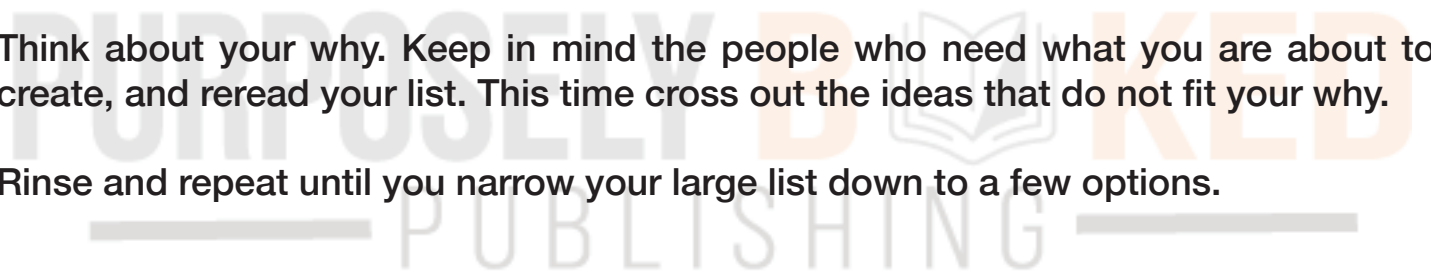 Think about your why. Keep in mind the people who need what you are about to
create, and reread your list. This time cross out the ideas that do not fit your why.
PURPOSELY B KED
Rinse and repeat until you narrow your large list down to a few options.
PUBLISHING